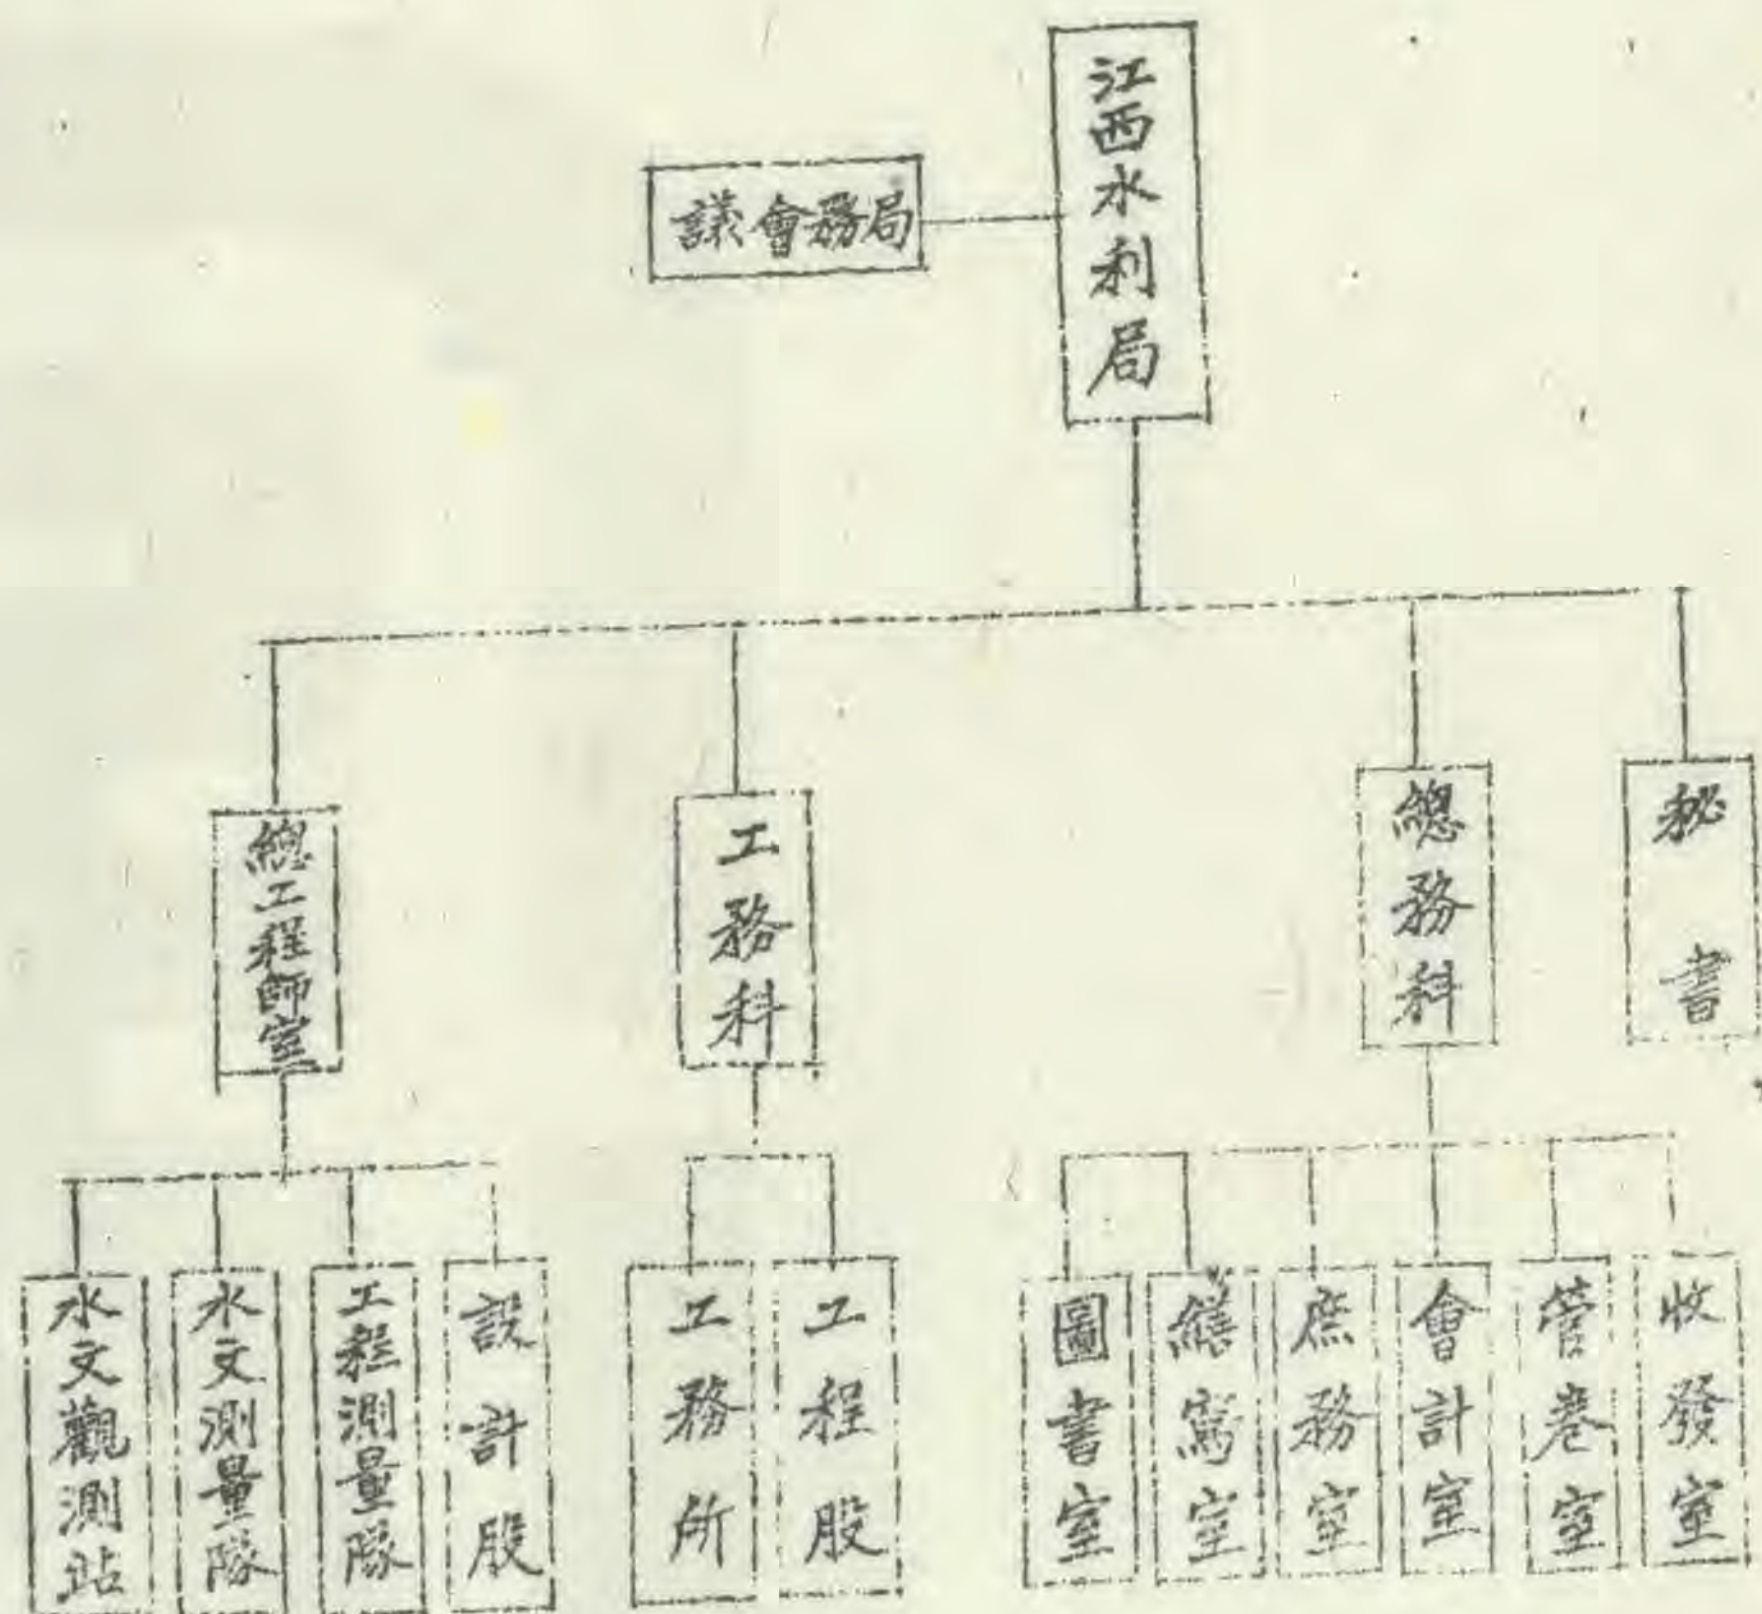 江西水利局
局務會議
秘書
總務科
工務科
總工程師室
收發室
管卷室
會計室
庶務室
繕寫室
圖書室
工程股
工務所
設計股
工程測量隊
水文測量隊
水文觀測站